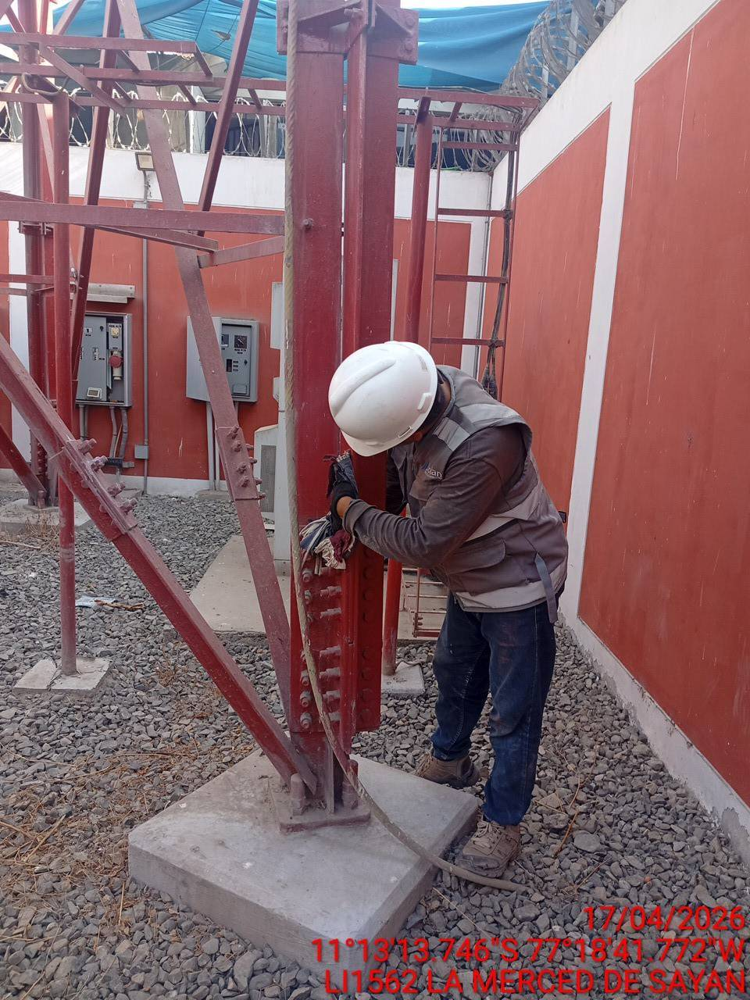 17/04/2026
11°13'13.746"S 77°18'41.772"W
LI1562 LA MERCED DE SAYAN